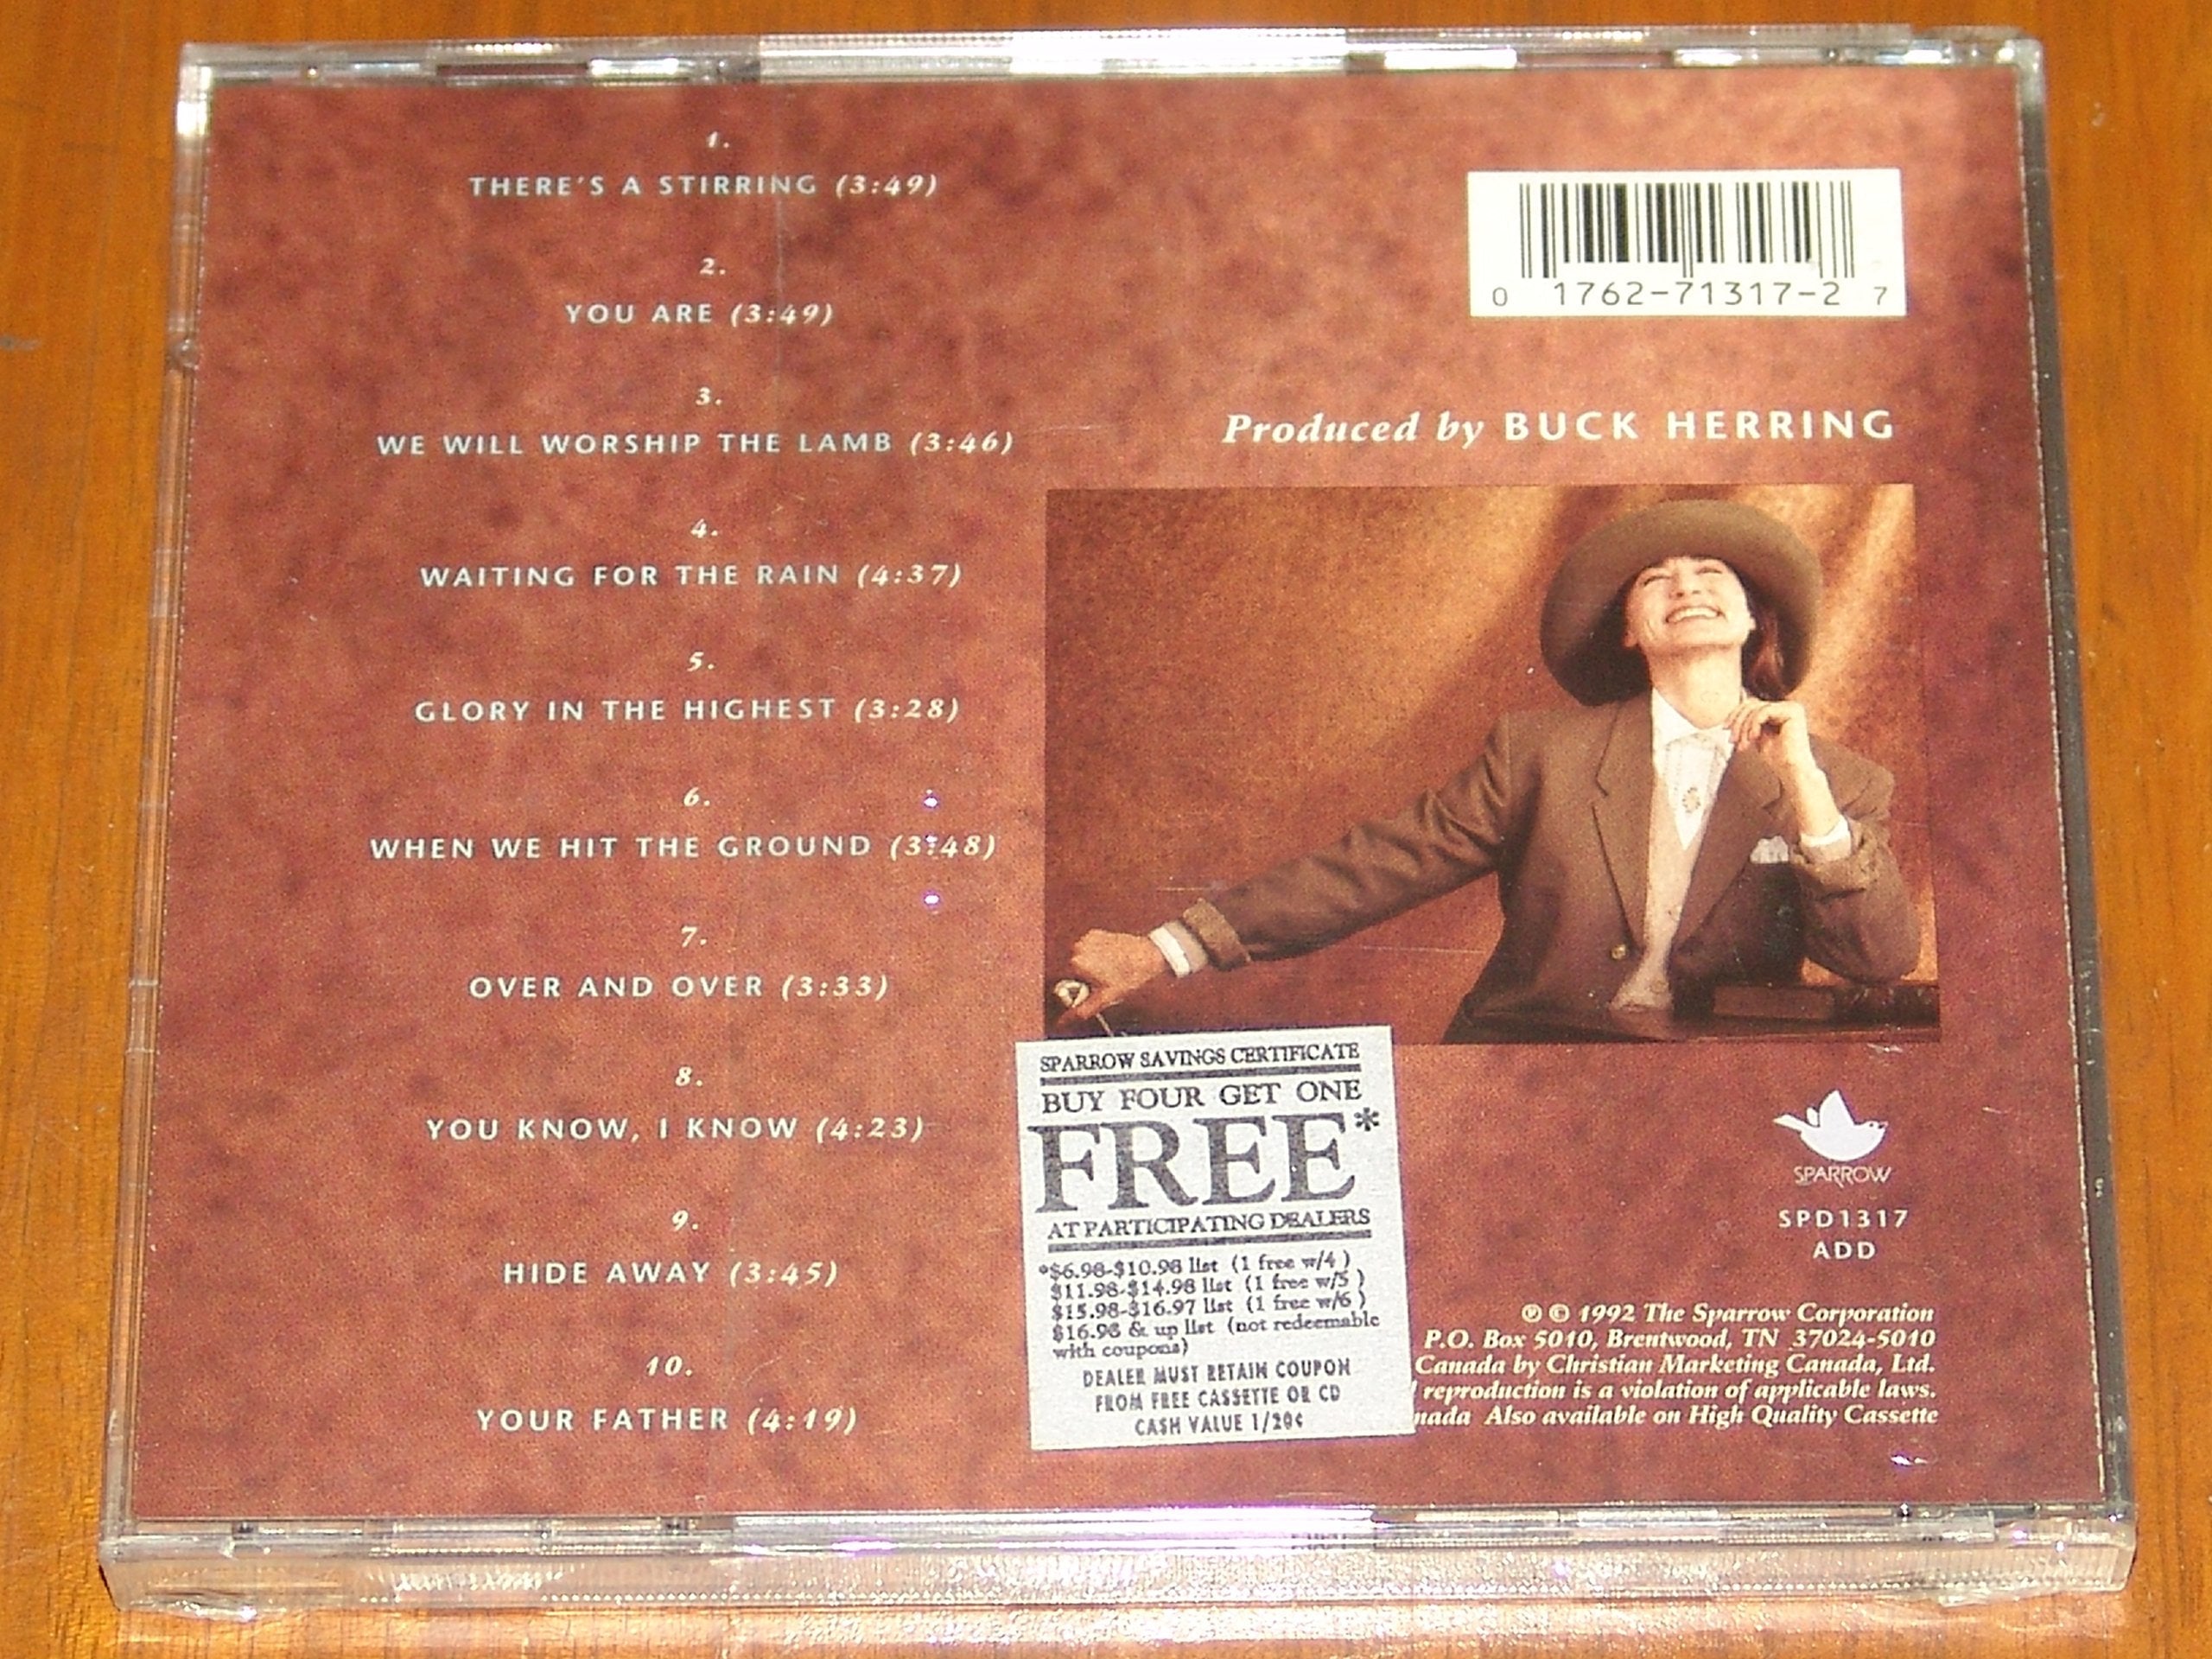 1.
THERE'S A STIRRING (3:49)
2.
YOU ARE (3:49)
3.
WE WILL WORSHIP THE LAMB (3:46)
4.
WAITING FOR THE RAIN (4:37)
5.
GLORY IN THE HIGHEST (3:28)
6.
WHEN WE HIT THE GROUND (3:48)
7.
OVER AND OVER (3:33)
8.
YOU KNOW, I KNOW (4:23)
9.
HIDE AWAY (3:45)
10.
YOUR FATHER (4:19)
0 1762-71317-2 7
Produced by BUCK HERRING
SPARROW SAVINGS CERTIFICATE
BUY FOUR GET ONE
FREE*
AT PARTICIPATING DEALERS
*$6.98-$10.98 list (1 free w/4 )
$11.98-$14.98 list (1 free w/5 )
$15.98-$16.97 list (1 free w/6 )
$16.98 & up list (not redeemable
with coupons)
DEALER MUST RETAIN COUPON
FROM FREE CASSETTE OR CD
CASH VALUE 1/20¢
SPARROW
SPD1317
ADD
℗ © 1992 The Sparrow Corporation
P.O. Box 5010, Brentwood, TN 37024-5010
Canada by Christian Marketing Canada, Ltd.
reproduction is a violation of applicable laws.
nada Also available on High Quality Cassette